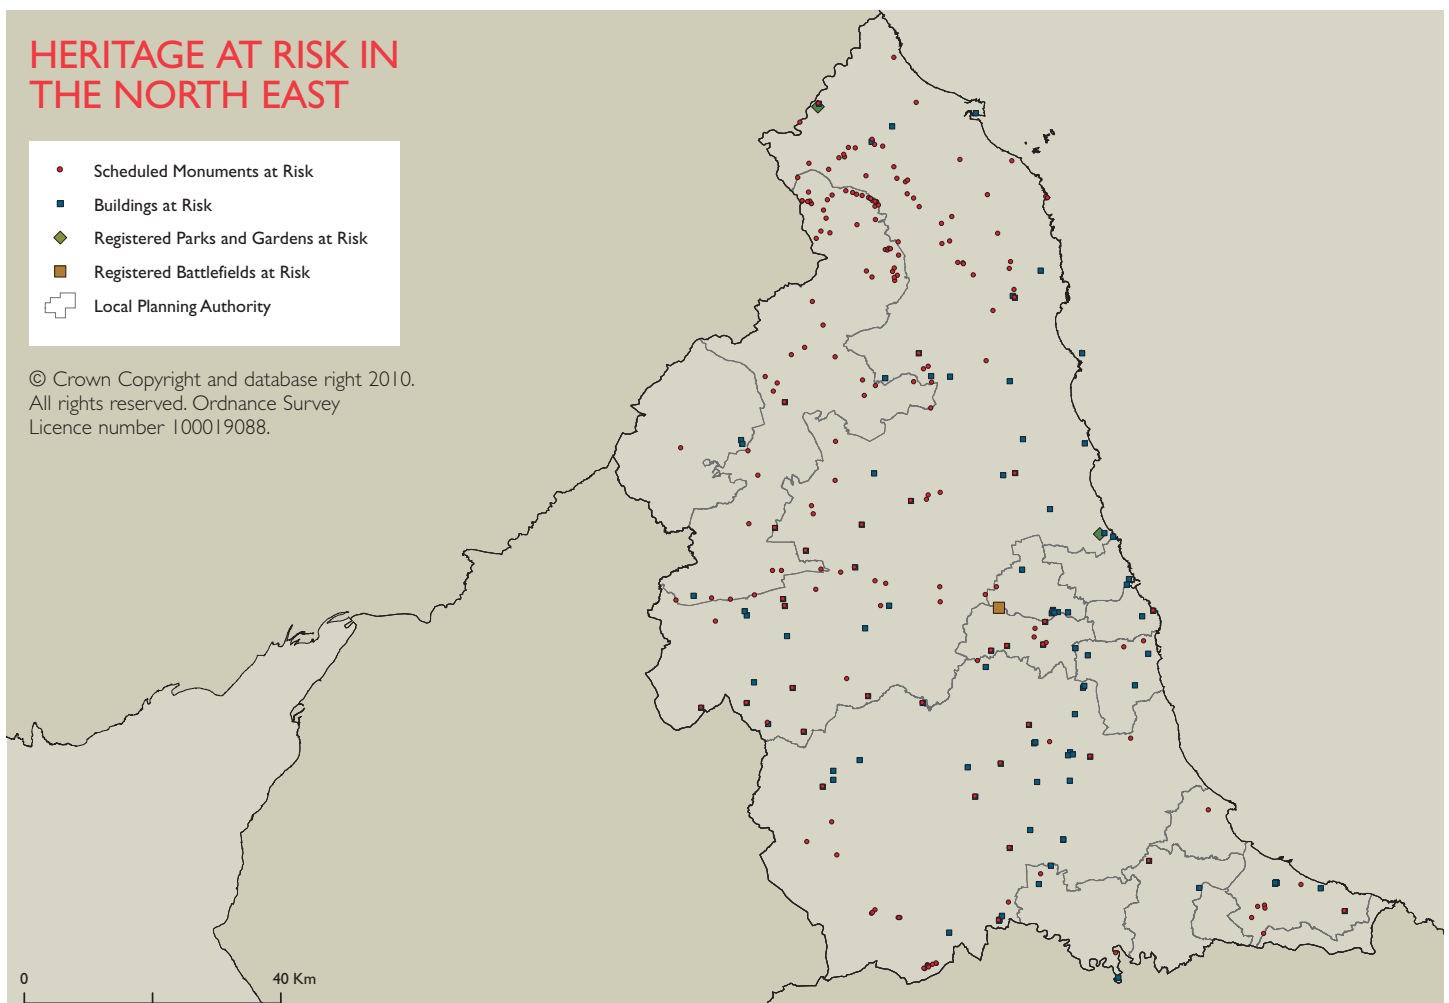 HERITAGE AT RISK IN
THE NORTH EAST
Scheduled Monuments at Risk
Buildings at Risk
Registered Parks and Gardens at Risk
Registered Battlefields at Risk
Local Planning Authority
© Crown Copyright and database right 2010.
All rights reserved. Ordnance Survey
Licence number 100019088.
0 40 Km